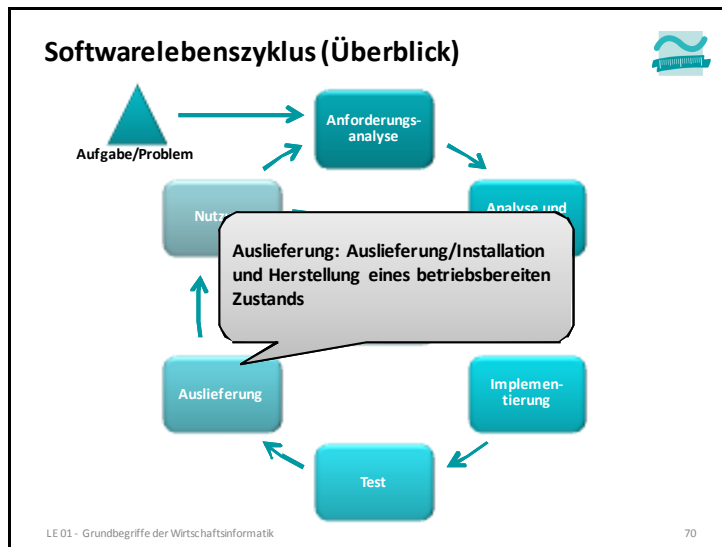 Softwarelebenszyklus (Überblick)
Anforderungs-
analyse
Aufgabe/Problem
Analyse und
Auslieferung: Auslieferung/Installation
und Herstellung eines betriebsbereiten
Zustands
Auslieferung
Implemen-
tierung
Test
LE 01 - Grundbegriffe der Wirtschaftsinformatik
70